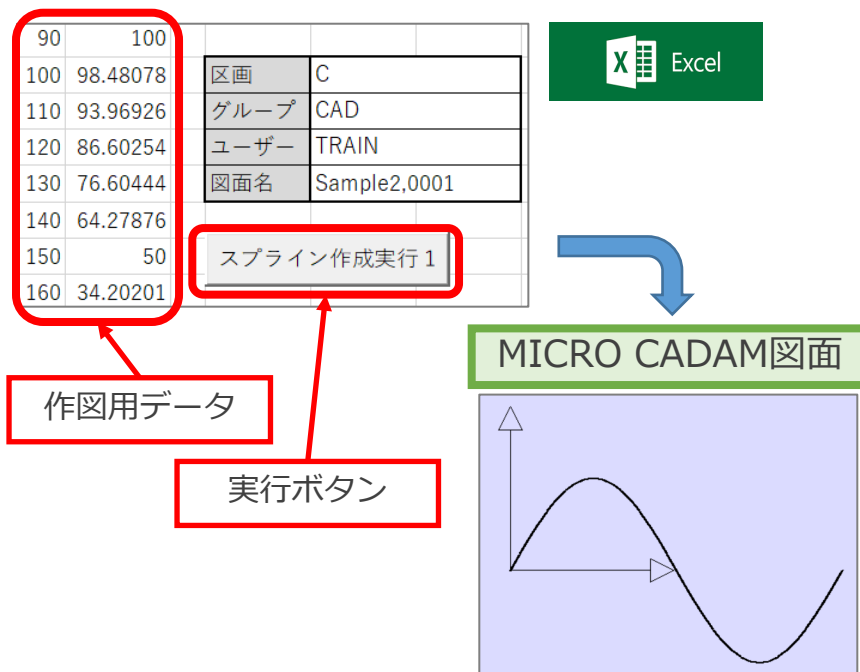 90 100
100 98.48078 区画 C
110 93.96926 グループ CAD
120 86.60254 ユーザー TRAIN
130 76.60444 図面名 Sample2,0001
140 64.27876
150 50 スプライン作成実行１
160 34.20201
X Excel
作図用データ
実行ボタン
MICRO CADAM図面